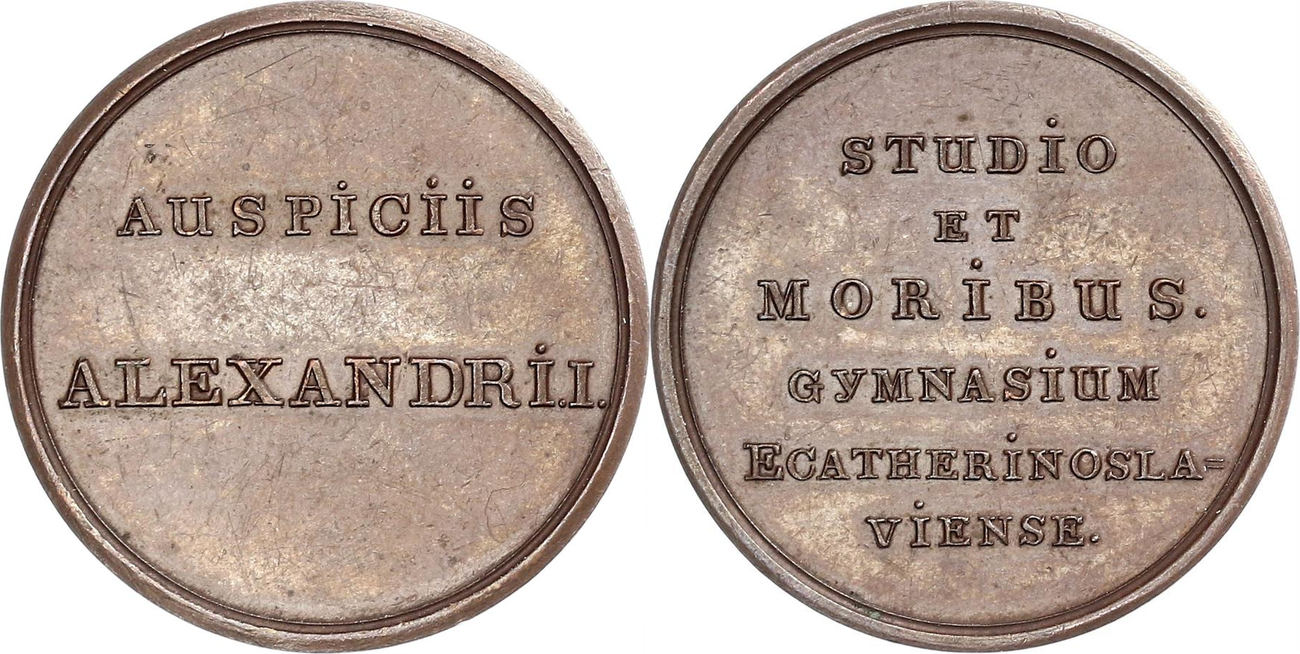 AUSPICIIS
ALEXANDRI.I.
STUDIO
ET
MORIBUS.
GYMNASIUM
ECATHERINOSLA=
VIENSE.